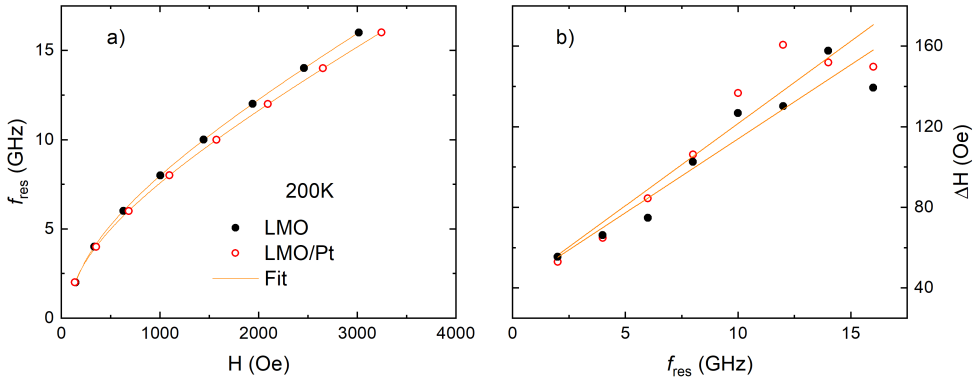 a)
15
10
5
0
f_res (GHz)
200K
LMO
LMO/Pt
Fit
0 1000 2000 3000 4000
H (Oe)
b)
160
120
80
40
ΔH (Oe)
0 5 10 15
f_res (GHz)